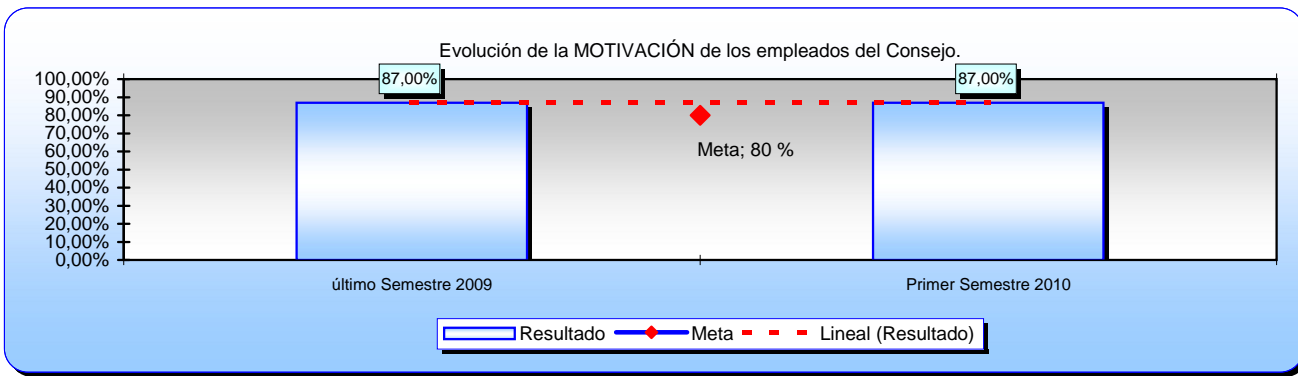 Evolución de la MOTIVACIÓN de los empleados del Consejo.
100,00%
90,00%
80,00%
70,00%
60,00%
50,00%
40,00%
30,00%
20,00%
10,00%
0,00%
87,00%
87,00%
Meta; 80 %
último Semestre 2009
Primer Semestre 2010
Resultado
Meta
Lineal (Resultado)